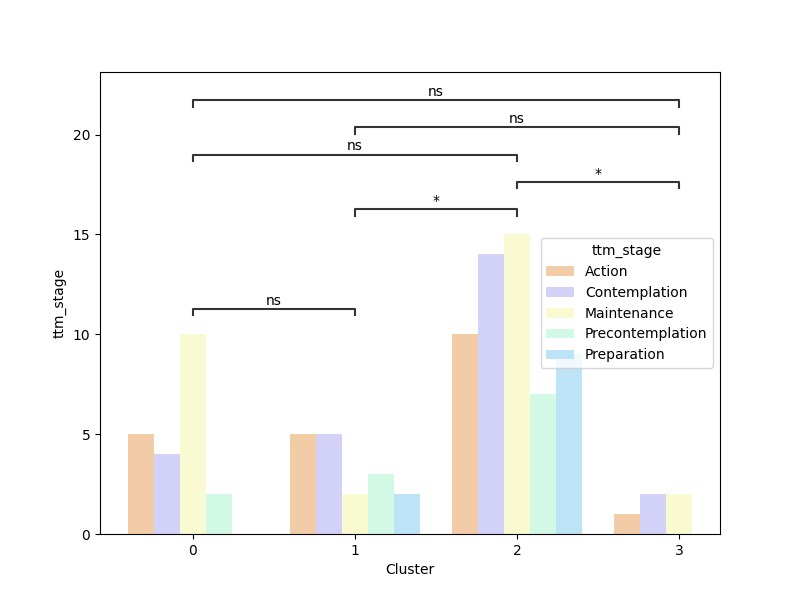 ns
ns
ns
*
*
ns
20
15
10
5
0
ttm_stage
ttm_stage
Action
Contemplation
Maintenance
Precontemplation
Preparation
0 1 2 3
Cluster